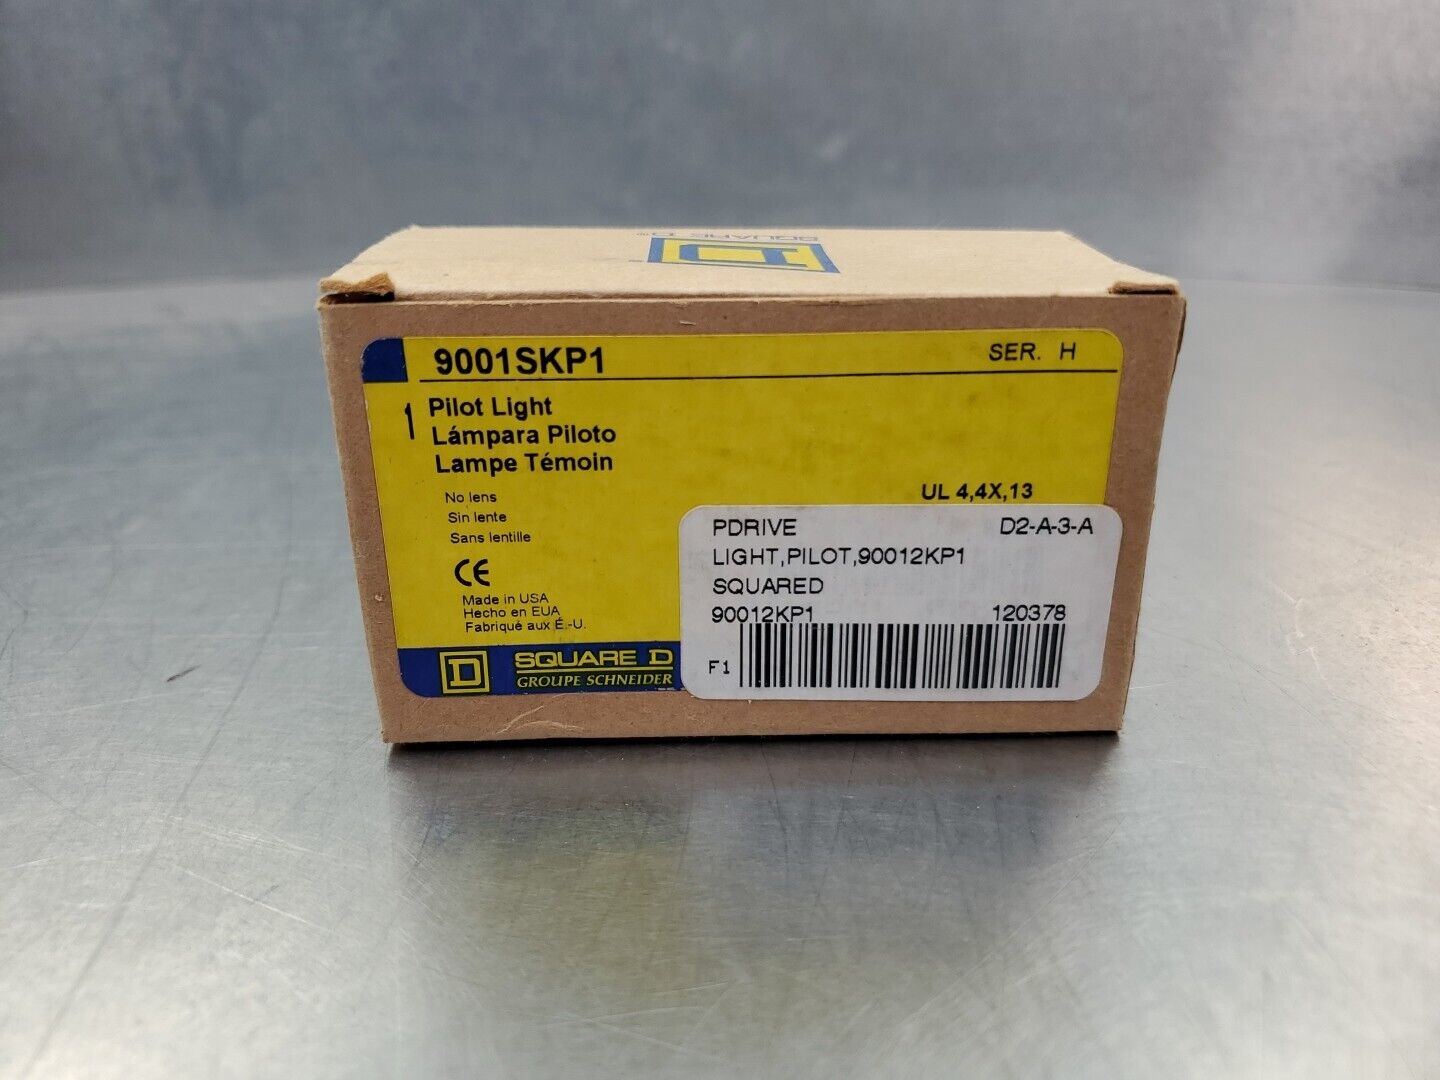 SQUARE D™
D
9001SKP1
SER. H
1
Pilot Light
Lámpara Piloto
Lampe Témoin
No lens
Sin lente
Sans lentille
UL 4,4X,13
CE
Made in USA
Hecho en EUA
Fabriqué aux É.-U.
D
SQUARE D
GROUPE SCHNEIDER
PDRIVE D2-A-3-A
LIGHT,PILOT,90012KP1
SQUARED
90012KP1 120378
F1